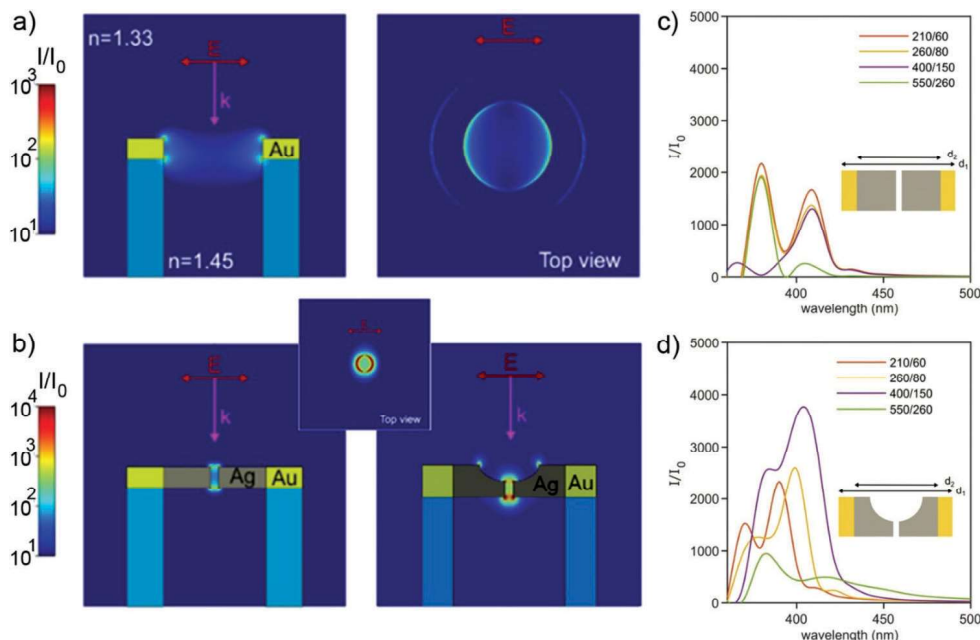 a)
n=1.33
E
k
Au
n=1.45
I/I0
10^3
10^2
10^1
E
Top view
c)
210/60
260/80
400/150
550/260
d2
d1
I/I0
5000
4000
3000
2000
1000
0
400
450
500
wavelength (nm)
b)
I/I0
10^4
10^3
10^2
10^1
E
k
Ag
Au
Top view
E
k
Ag
Au
d)
210/60
260/80
400/150
550/260
d2
d1
I/I0
5000
4000
3000
2000
1000
0
400
450
500
wavelength (nm)